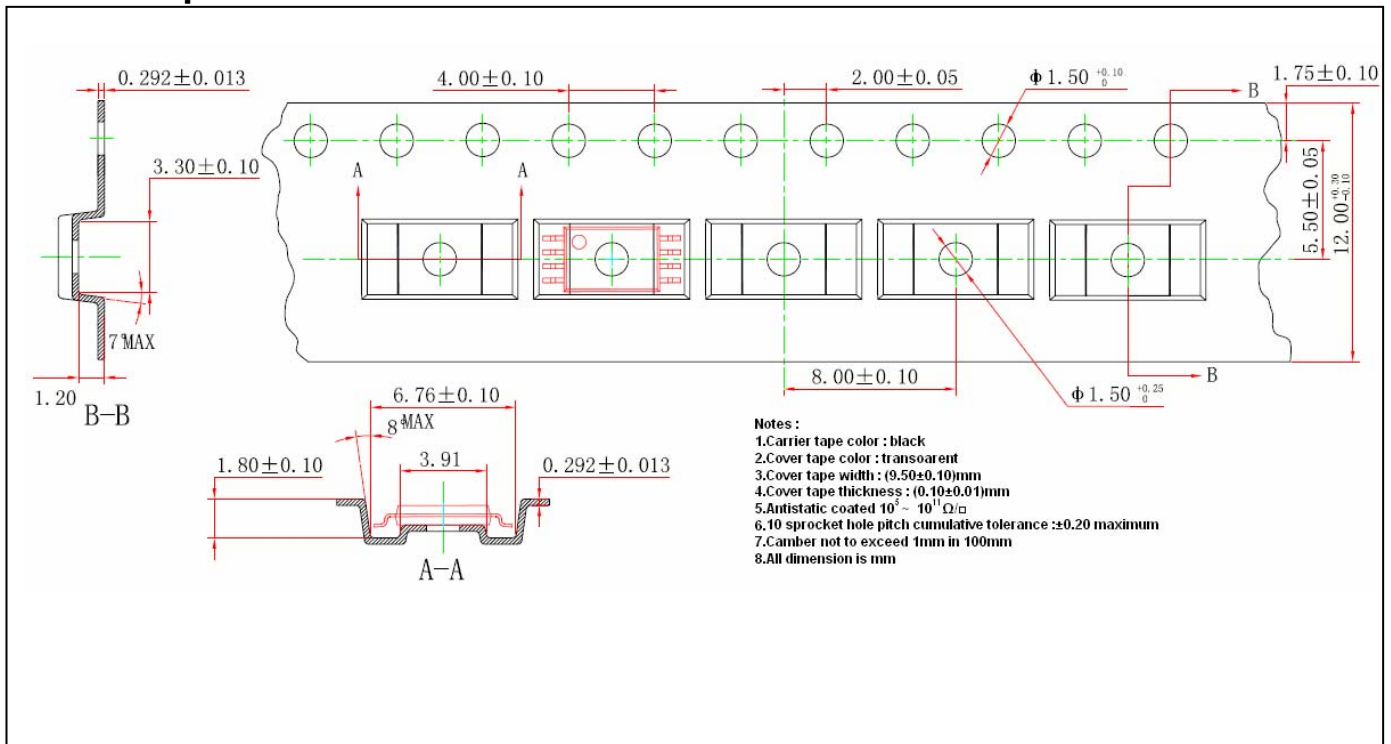 0.292±0.013
4.00±0.10
2.00±0.05
ϕ1.50 +0.10 0
1.75±0.10
B
3.30±0.10
A
A
5.50±0.05
12.00 +0.30 -0.10
7°MAX
1.20
B-B
8.00±0.10
ϕ1.50 +0.25 0
B
6.76±0.10
8°MAX
1.80±0.10
3.91
0.292±0.013
A-A
Notes :
1.Carrier tape color : black
2.Cover tape color : transoarent
3.Cover tape width : (9.50±0.10)mm
4.Cover tape thickness : (0.10±0.01)mm
5.Antistatic coated 10⁵ ~ 10¹¹ Ω/□
6.10 sprocket hole pitch cumulative tolerance :±0.20 maximum
7.Camber not to exceed 1mm in 100mm
8.All dimension is mm